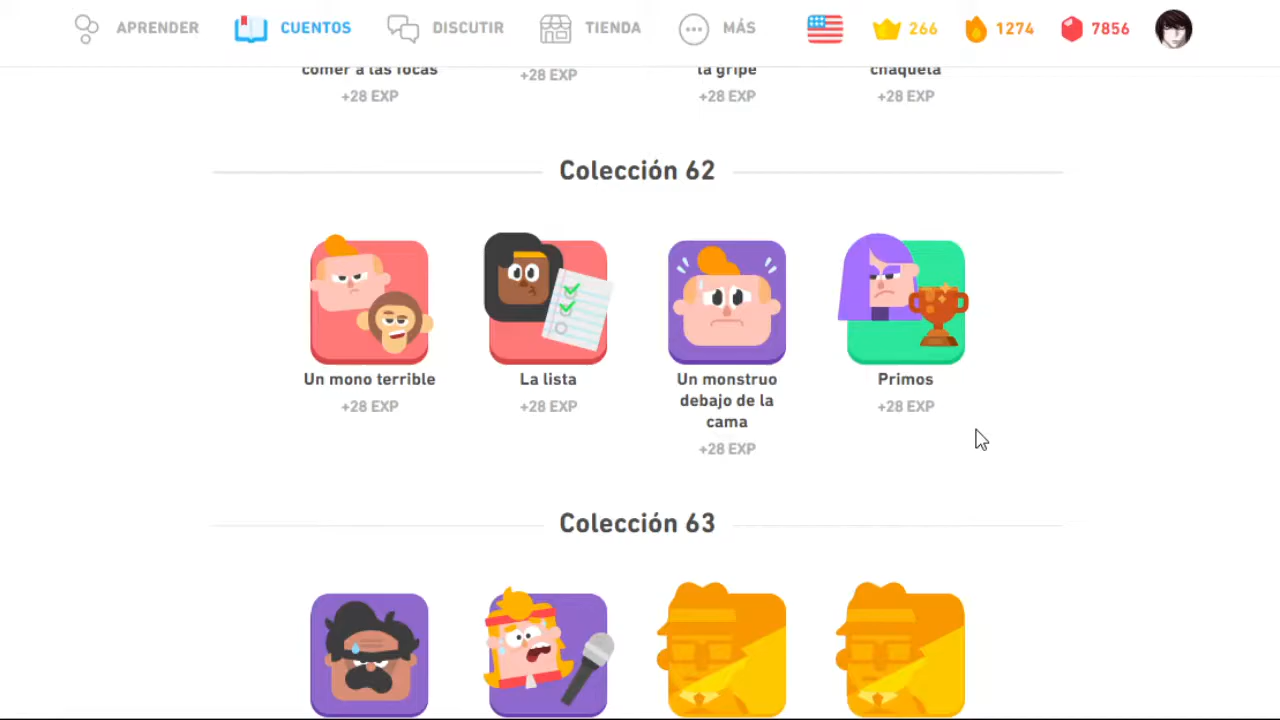 APRENDER CUENTOS DISCUTIR TIENDA MÁS 266 1274 7856
comer a las focas
+28 EXP
la gripe
chaqueta
+28 EXP
+28 EXP
+28 EXP
Colección 62
Un mono terrible
+28 EXP
La lista
+28 EXP
Un monstruo
debajo de la
cama
+28 EXP
Primos
+28 EXP
Colección 63